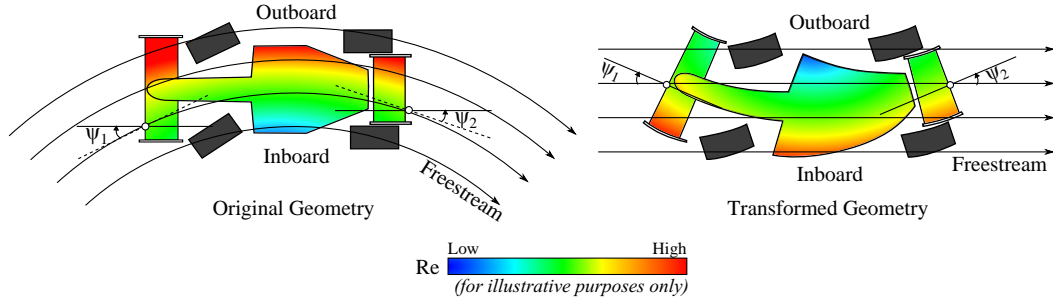 Outboard
ψ1
ψ2
Inboard
Freestream
Original Geometry
Outboard
ψ1
ψ2
Inboard
Freestream
Transformed Geometry
Low
High
Re
(for illustrative purposes only)